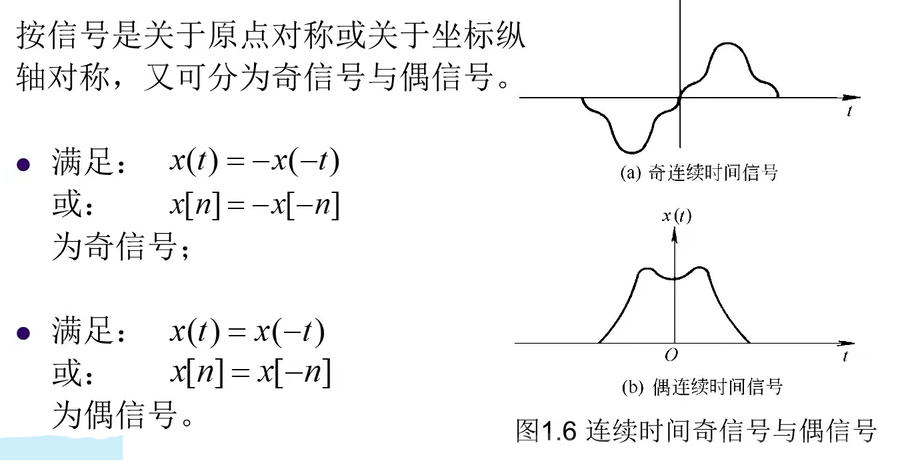 按信号是关于原点对称或关于坐标纵
轴对称，又可分为奇信号与偶信号。
● 满足： x(t) = −x(−t)
或： x[n] = −x[−n]
为奇信号；
● 满足： x(t) = x(−t)
或： x[n] = x[−n]
为偶信号。
t
(a) 奇连续时间信号
x(t)
O
t
(b) 偶连续时间信号
图1.6 连续时间奇信号与偶信号